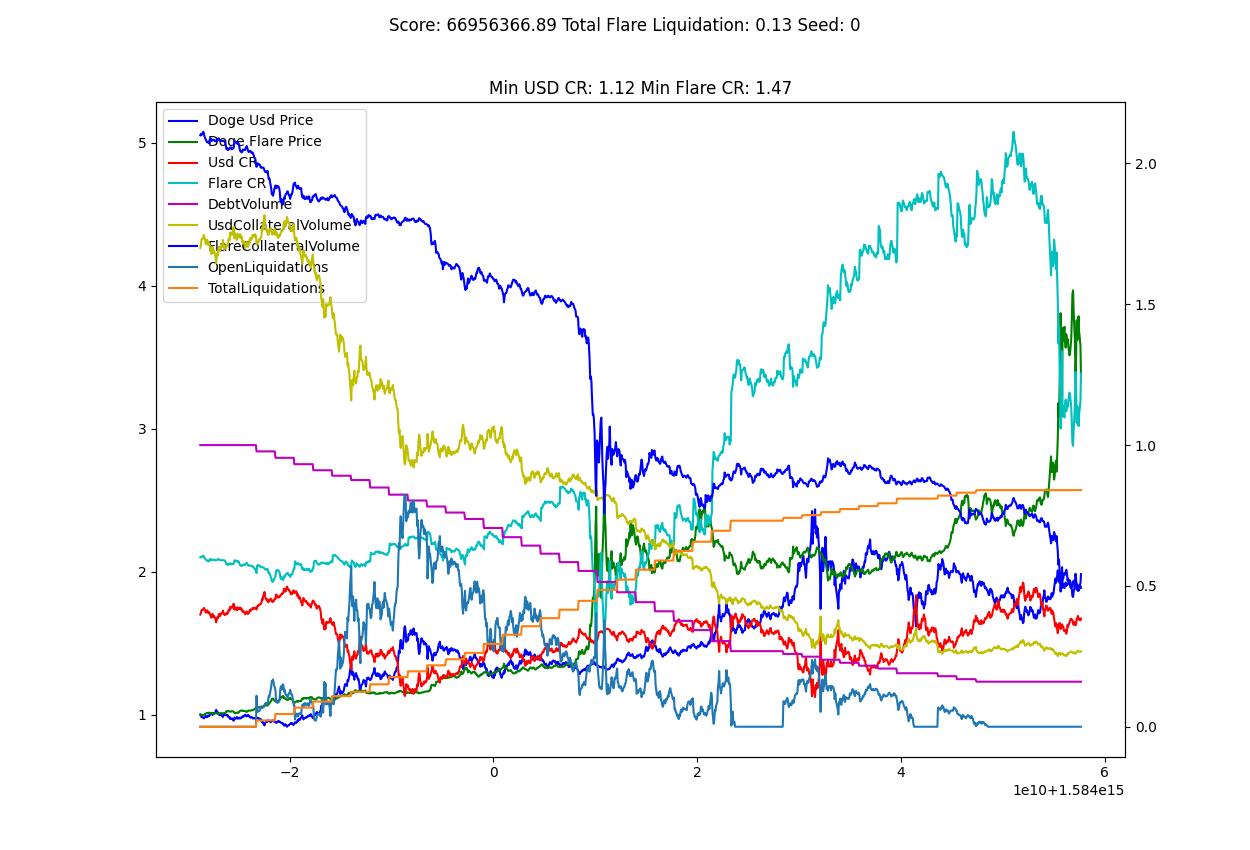 Score: 66956366.89 Total Flare Liquidation: 0.13 Seed: 0
Min USD CR: 1.12 Min Flare CR: 1.47
Doge Usd Price
Doge Flare Price
Usd CR
Flare CR
DebtVolume
UsdCollateralVolume
FlareCollateralVolume
OpenLiquidations
TotalLiquidations
5
4
3
2
1
2.0
1.5
1.0
0.5
0.0
−2
0
2
4
6
1e10+1.584e15